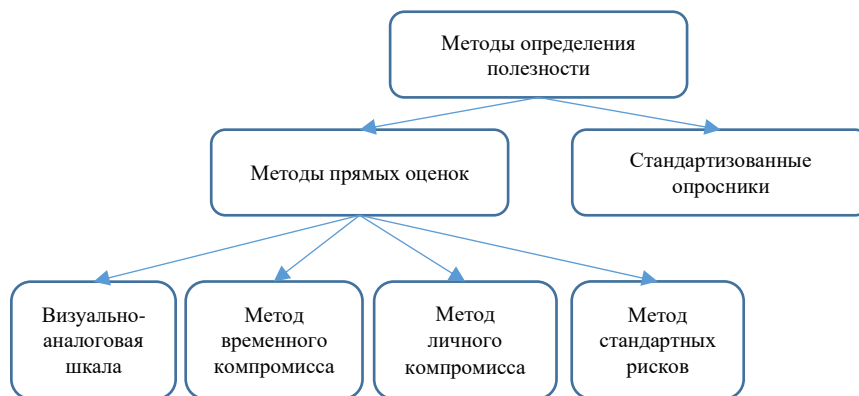 Методы определения
полезности
Методы прямых оценок
Стандартизованные
опросники
Визуально-
аналоговая
шкала
Метод
временного
компромисса
Метод
личного
компромисса
Метод
стандартных
рисков